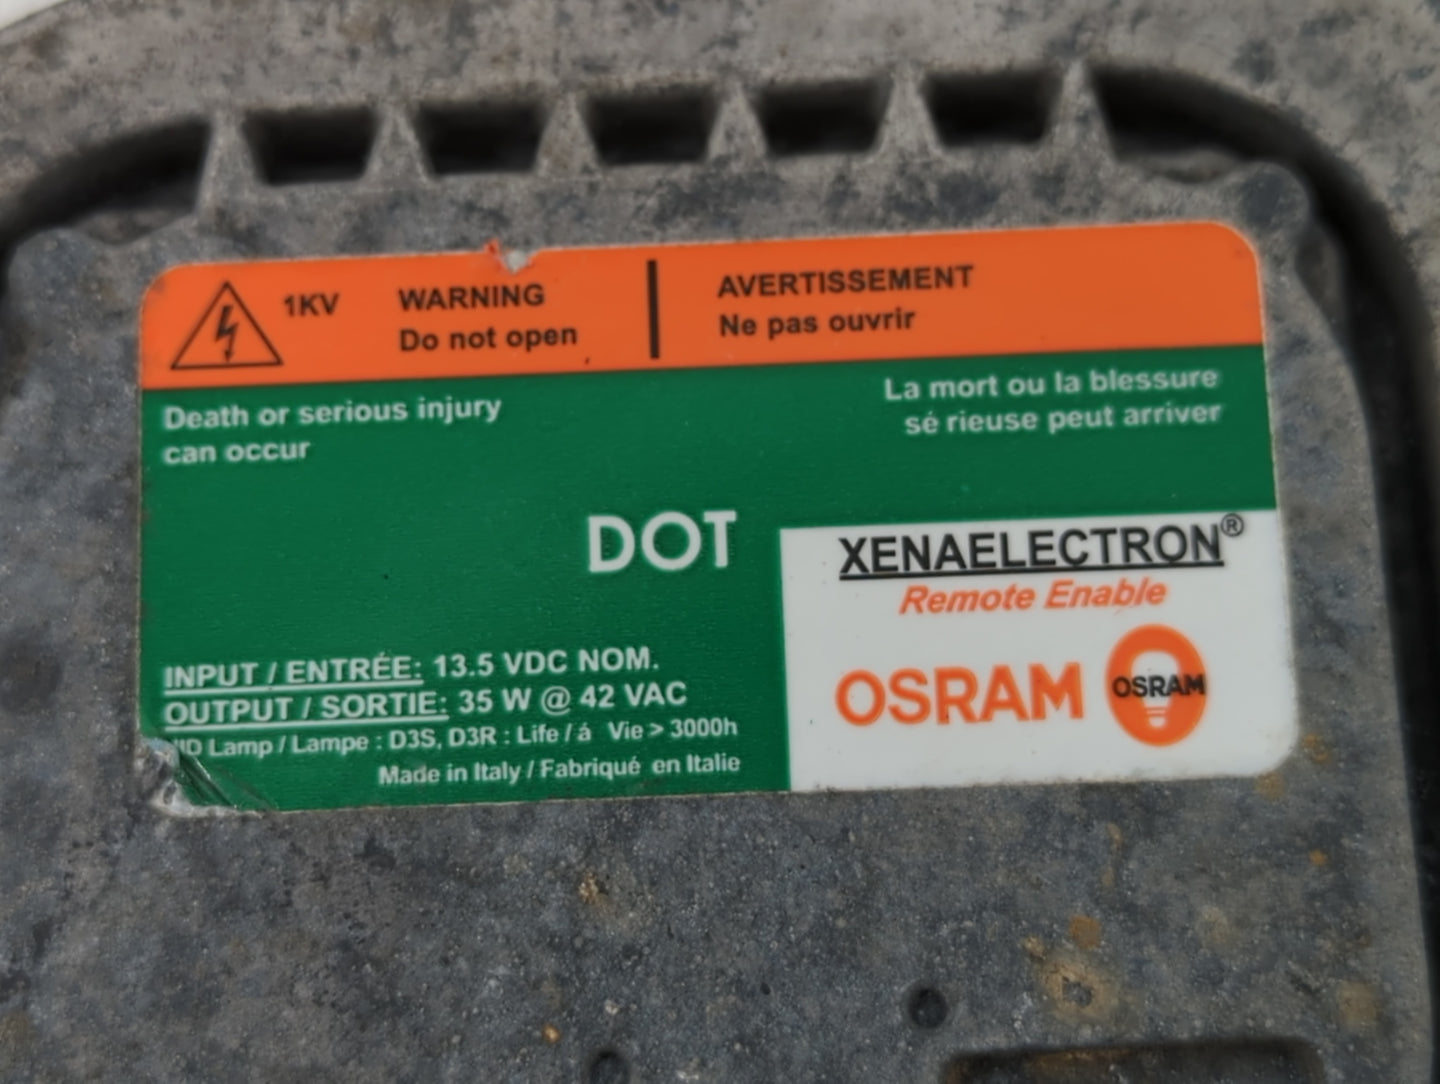 1KV
WARNING
Do not open
AVERTISSEMENT
Ne pas ouvrir
Death or serious injury
can occur
La mort ou la blessure
sé rieuse peut arriver
DOT
XENAELECTRON®
Remote Enable
INPUT / ENTRÉE: 13.5 VDC NOM.
OUTPUT / SORTIE: 35 W @ 42 VAC
Lamp / Lampe : D3S, D3R : Life / á Vie > 3000h
Made in Italy / Fabriqué en Italie
OSRAM
OSRAM